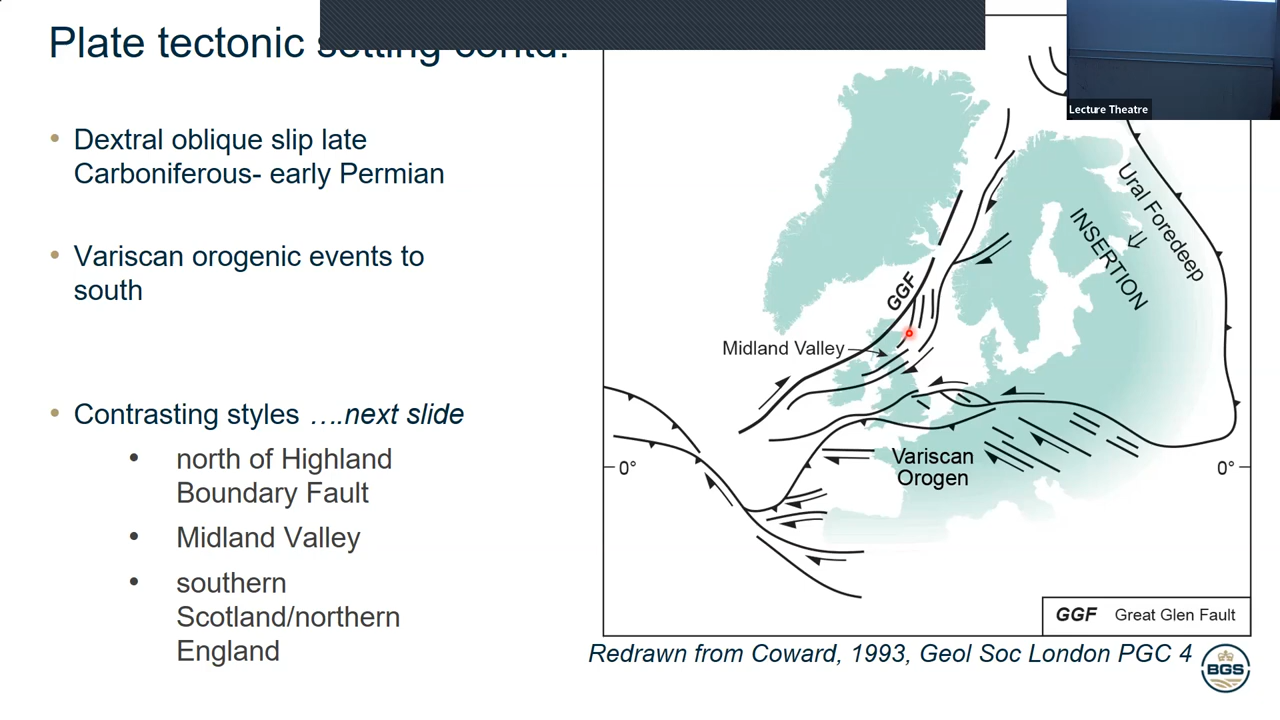 Plate tectonic setting contd.
Lecture Theatre
• Dextral oblique slip late
Carboniferous- early Permian
• Variscan orogenic events to
south
• Contrasting styles ….next slide
• north of Highland
Boundary Fault
• Midland Valley
• southern
Scotland/northern
England
Ural Foredeep
INSERTION
GGF
Midland Valley
Variscan
Orogen
0°
0°
GGF Great Glen Fault
Redrawn from Coward, 1993, Geol Soc London PGC 4
BGS